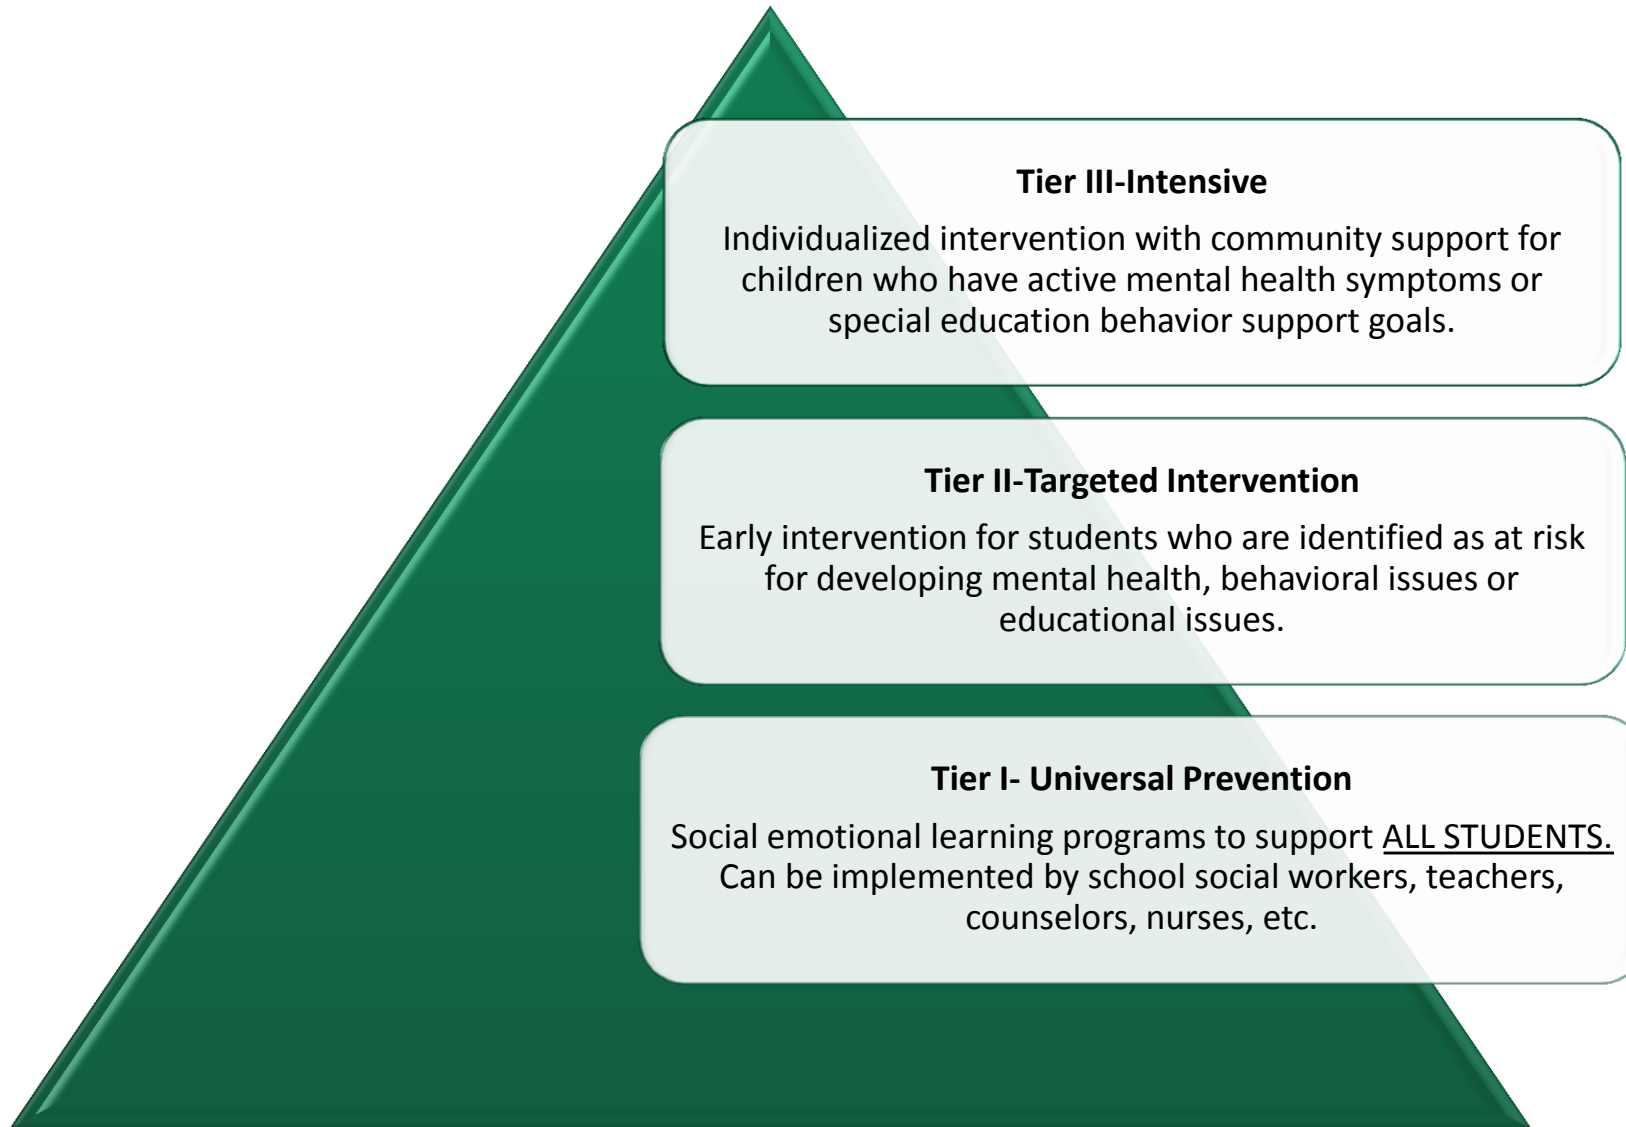 Tier III-Intensive
Individualized intervention with community support for
children who have active mental health symptoms or
special education behavior support goals.
Tier II-Targeted Intervention
Early intervention for students who are identified as at risk
for developing mental health, behavioral issues or
educational issues.
Tier I- Universal Prevention
Social emotional learning programs to support ALL STUDENTS.
Can be implemented by school social workers, teachers,
counselors, nurses, etc.